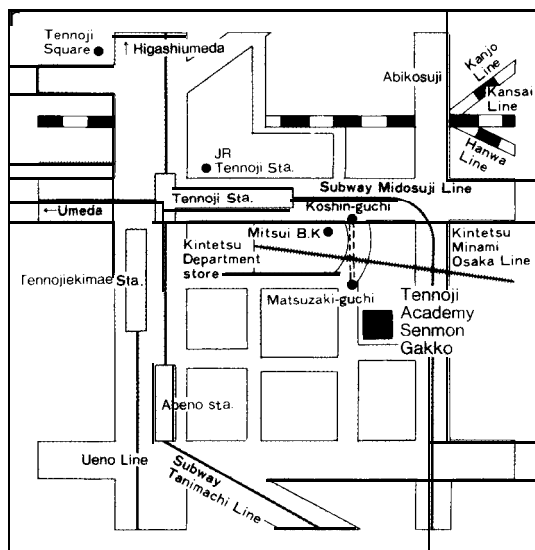 Tennoji
Square
↑ Higashiumeda
Abikosuji
Kanjo
Line
Kansai
Line
Hanwa
Line
JR
Tennoji Sta.
Subway Midosuji Line
Tennoji Sta.
Koshin-guchi
← Umeda
Mitsui B.K
Kintetsu
Department
store
Kintetsu
Minami
Osaka Line
Tennojiekimae Sta.
Matsuzaki-guchi
Tennoji
Academy
Senmon
Gakko
Abeno sta.
Ueno Line
Subway
Tanimachi Line